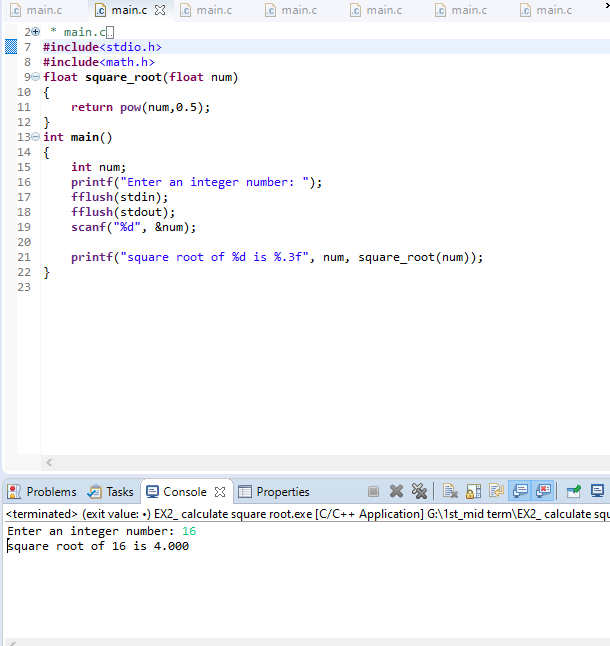 main.c main.c main.c main.c main.c main.c main.c
2 * main.c
7 #include<stdio.h>
8 #include<math.h>
9 float square_root(float num)
10 {
11 return pow(num,0.5);
12 }
13 int main()
14 {
15 int num;
16 printf("Enter an integer number: ");
17 fflush(stdin);
18 fflush(stdout);
19 scanf("%d", &num);
20
21 printf("square root of %d is %.3f", num, square_root(num));
22 }
23
Problems Tasks Console Properties
<terminated> (exit value: •) EX2_ calculate square root.exe [C/C++ Application] G:\1st_mid term\EX2_ calculate squ
Enter an integer number: 16
square root of 16 is 4.000